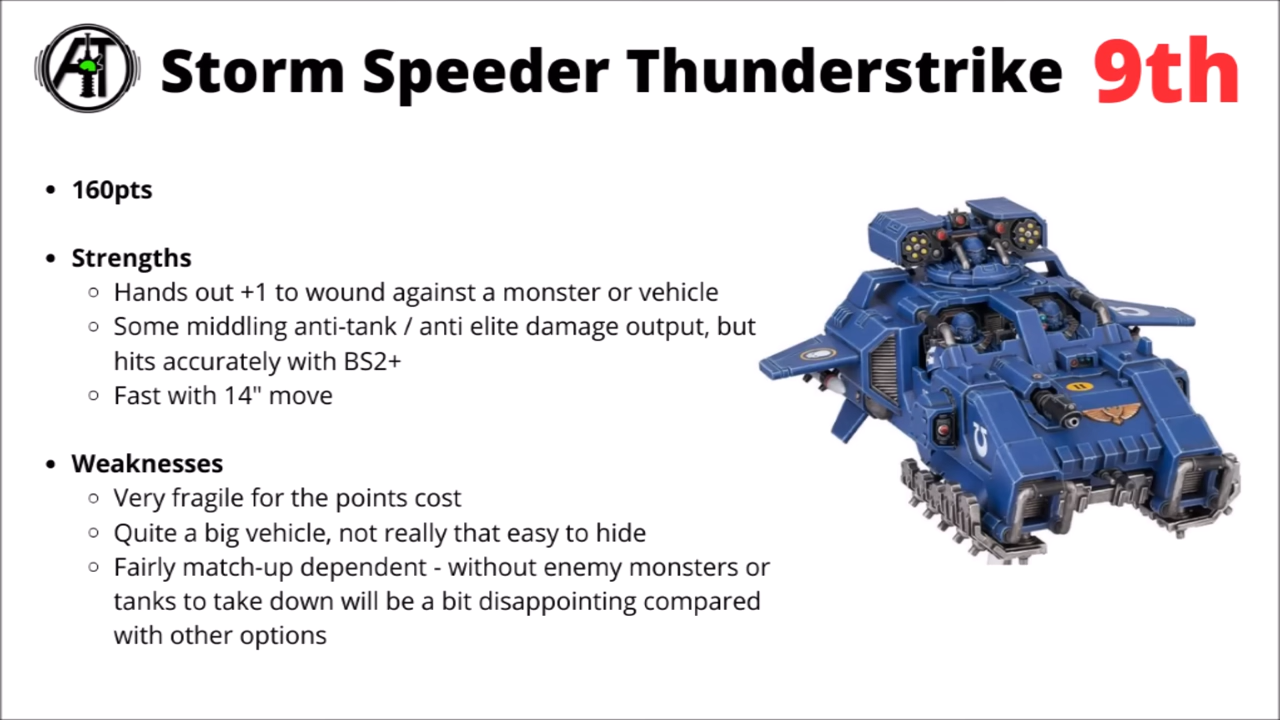 AT
Storm Speeder Thunderstrike 9th
• 160pts
• Strengths
○ Hands out +1 to wound against a monster or vehicle
○ Some middling anti-tank / anti elite damage output, but
hits accurately with BS2+
○ Fast with 14" move
• Weaknesses
○ Very fragile for the points cost
○ Quite a big vehicle, not really that easy to hide
○ Fairly match-up dependent - without enemy monsters or
tanks to take down will be a bit disappointing compared
with other options